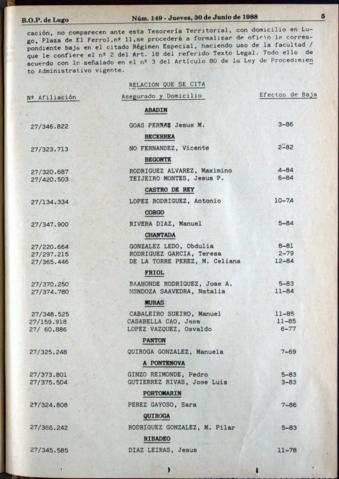 B.O.P. de Lugo Núm. 149 - Jueves, 30 de Junio de 1988 5
cación, no comparecen ante esta Tesorería Territorial, con domicilio en Lu-
go, Plaza de El Ferrol,nº 11,se procederá a formalizar de oficio la corres-
pondiente baja en el citado Régimen Especial, haciendo uso de la facultad
que le confiere el nº 2 del Art. 18 del referido Texto Legal. Todo ello de
acuerdo con lo señalado en el nº 3 del Artículo 80 de la Ley de Procedimien
to Administrativo vigente.
RELACION QUE SE CITA
Nº Afiliación Asegurado y Domicilio Efectos de Baja
ABADIN
27/346.822 GOAS Jesus M. 3-86
BECERREA
27/323.713 NO FERNANDEZ, Vicente 2-82
BEGONTE
27/320.687 RODRIGUEZ ALVAREZ, Maximino 4-84
27/420.503 TEIJEIRO MONTES, Jesus P. 6-84
CASTRO DE REY
27/134.334 LOPEZ RODRIGUEZ, Antonio 10-74
CORGO
27/347.900 RIVERA DIAZ, Manuel 5-84
CHANTADA
27/220.664 GONZALEZ LEDO, Obdulia 8-81
27/297.215 RODRIGUEZ GARCIA, Teresa 2-79
27/365.446 DE LA TORRE PEREZ, M. Celiana 12-84
FRIOL
27/370.250 BAAMONDE RODRIGUEZ, Jose A. 5-83
27/374.780 MENDOZA SAAVEDRA, Natalia 11-84
MURAS
27/348.525 CABALEIRO SUEIRO, Manuel 11-85
27/159.918 CASABELLA CAO, Jesus 11-85
27/ 60.886 LOPEZ VAZQUEZ, Osvaldo 6-77
PANTON
27/325.248 QUIROGA GONZALEZ, Manuela 7-69
A PONTENOVA
27/373.801 GINZO REIMONDE, Pedro 5-83
27/375.504 GUTIERREZ RIVAS, Jose Luis 3-83
PORTOMARIN
27/324.808 PEREZ GAYOSO, Sara 7-86
QUIROGA
27/366.242 RODRIGUEZ GONZALEZ, M. Pilar 5-83
RIBADEO
27/345.585 DIAZ LEIRAS, Jesus 11-78